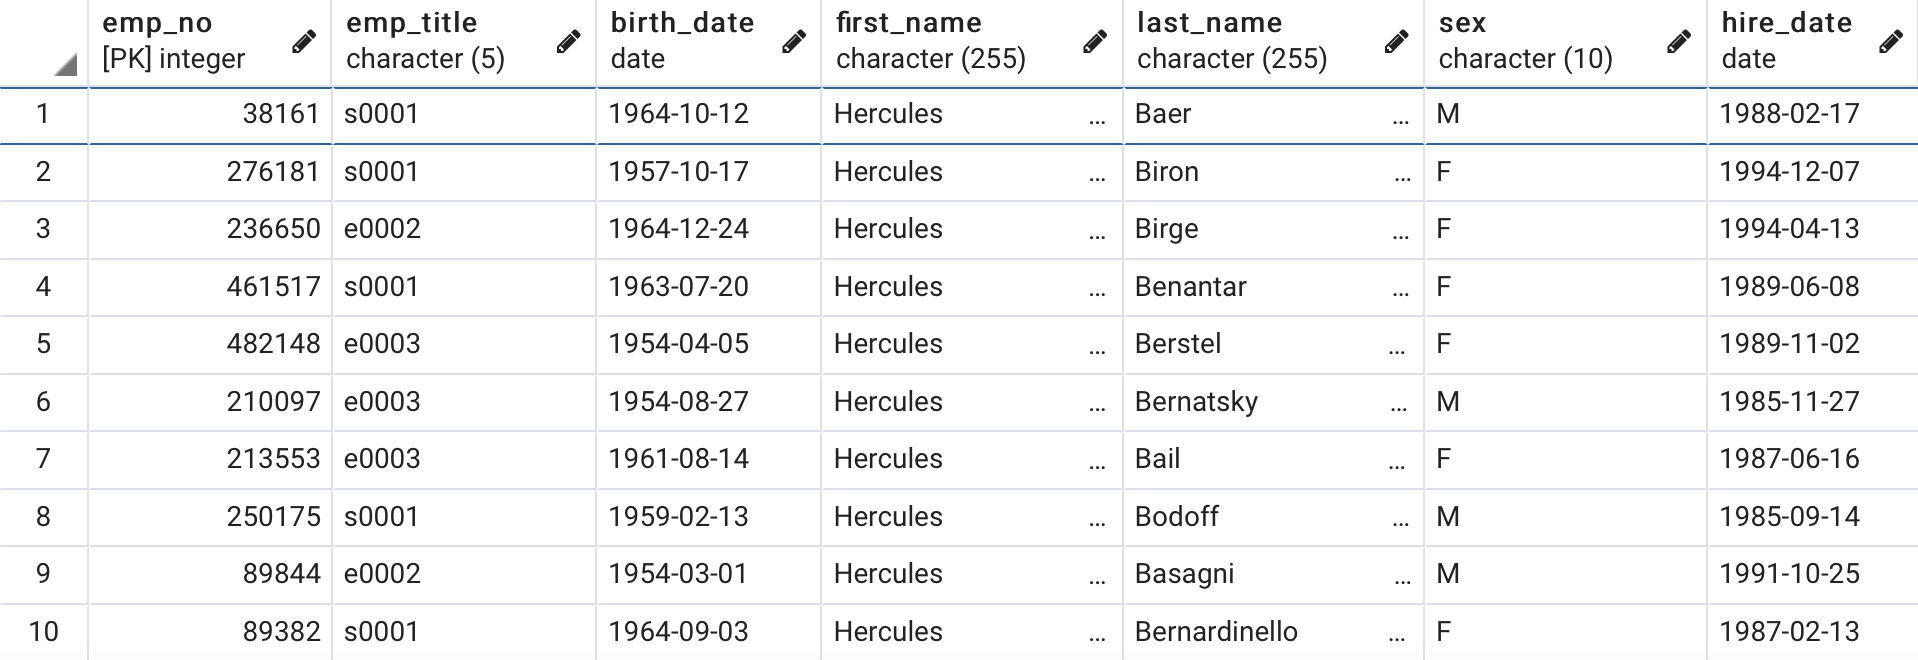 emp_no emp_title birth_date first_name last_name sex hire_date
[PK] integer character (5) date character (255) character (255) character (10) date
1 38161 s0001 1964-10-12 Hercules ... Baer ... M 1988-02-17
2 276181 s0001 1957-10-17 Hercules ... Biron ... F 1994-12-07
3 236650 e0002 1964-12-24 Hercules ... Birge ... F 1994-04-13
4 461517 s0001 1963-07-20 Hercules ... Benantar ... F 1989-06-08
5 482148 e0003 1954-04-05 Hercules ... Berstel ... F 1989-11-02
6 210097 e0003 1954-08-27 Hercules ... Bernatsky ... M 1985-11-27
7 213553 e0003 1961-08-14 Hercules ... Bail ... F 1987-06-16
8 250175 s0001 1959-02-13 Hercules ... Bodoff ... M 1985-09-14
9 89844 e0002 1954-03-01 Hercules ... Basagni ... M 1991-10-25
10 89382 s0001 1964-09-03 Hercules ... Bernardinello ... F 1987-02-13